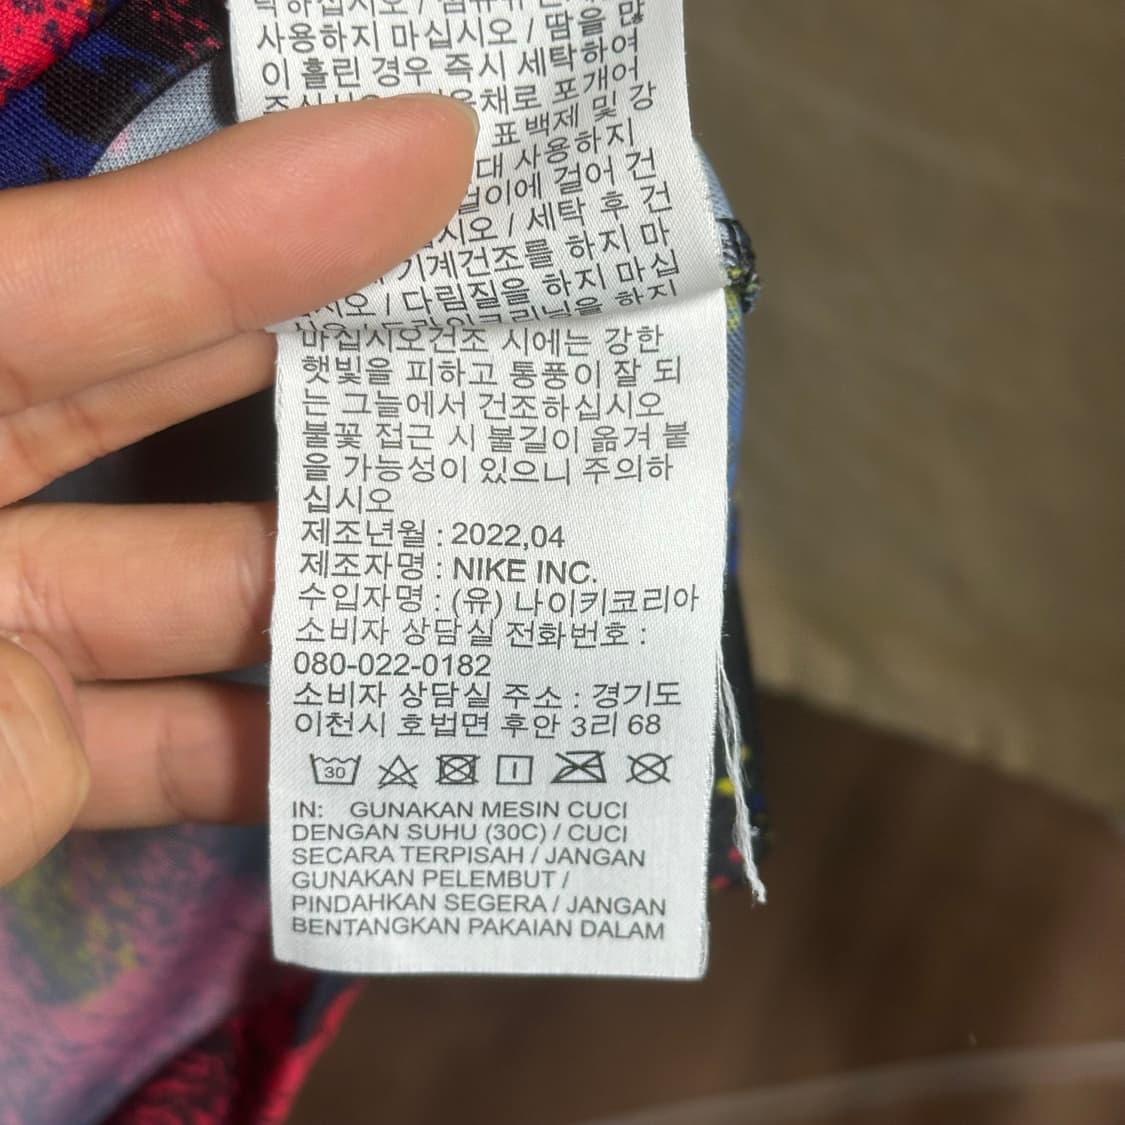 사용하지 마십시오 / 땀을 많
이 흘린 경우 즉시 세탁하여
채로 포개어
표백제 및 강
대 사용하지
걸이에 걸어 건
/ 세탁 후 건
기계건조를 하지 마
/ 다림질을 하지 마십
하지
마십시오건조 시에는 강한
햇빛을 피하고 통풍이 잘 되
는 그늘에서 건조하십시오
불꽃 접근 시 불길이 옮겨 붙
을 가능성이 있으니 주의하
십시오
제조년월 : 2022,04
제조자명 : NIKE INC.
수입자명 : (유) 나이키코리아
소비자 상담실 전화번호 :
080-022-0182
소비자 상담실 주소 : 경기도
이천시 호법면 후안 3리 68
30
IN: GUNAKAN MESIN CUCI
DENGAN SUHU (30C) / CUCI
SECARA TERPISAH / JANGAN
GUNAKAN PELEMBUT /
PINDAHKAN SEGERA / JANGAN
BENTANGKAN PAKAIAN DALAM